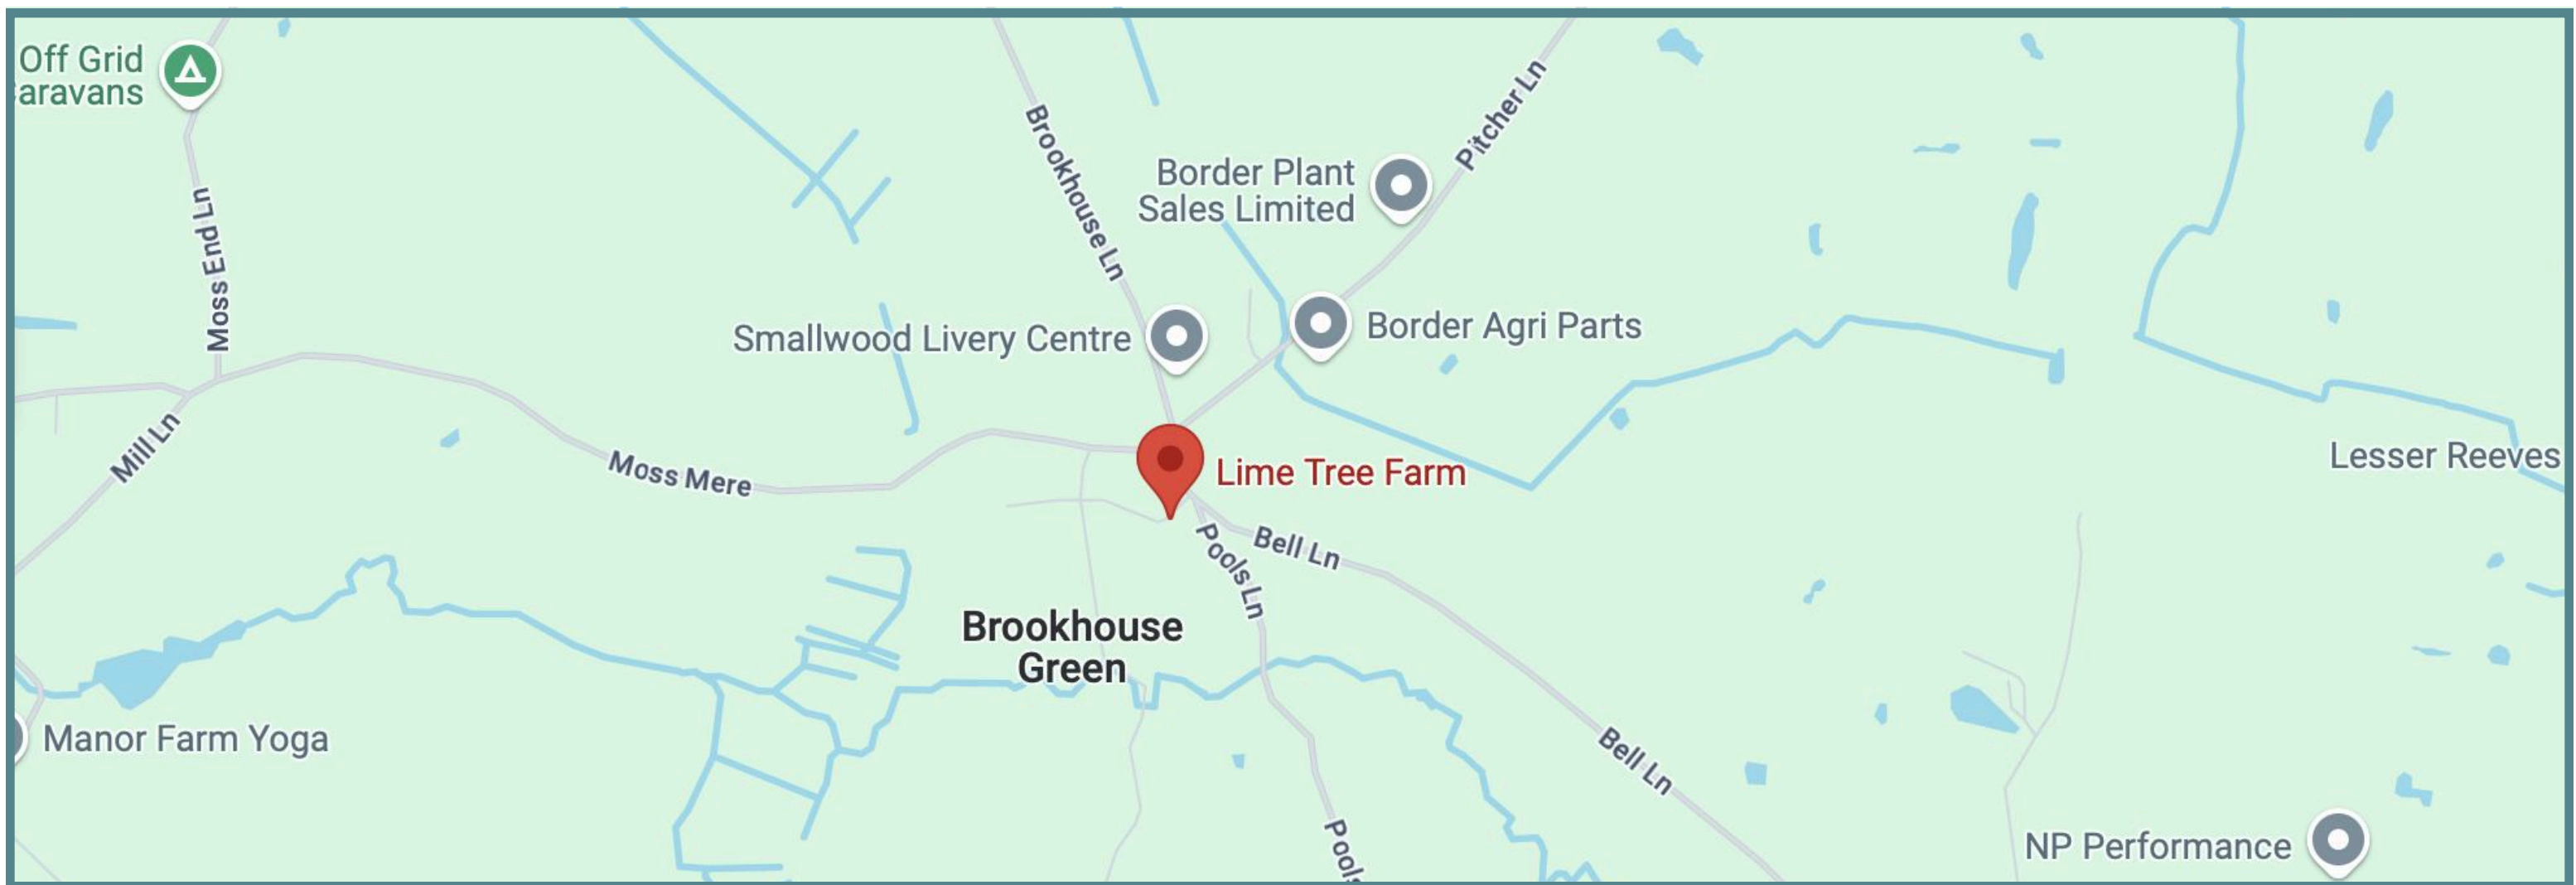 Off Grid
aravans
Moss End Ln
Mill Ln
Moss Mere
Brookhouse Ln
Pitcher Ln
Border Plant
Sales Limited
Smallwood Livery Centre
Border Agri Parts
Lime Tree Farm
Lesser Reeves
Bell Ln
Pools Ln
Brookhouse
Green
Manor Farm Yoga
Bell Ln
Pools
NP Performance